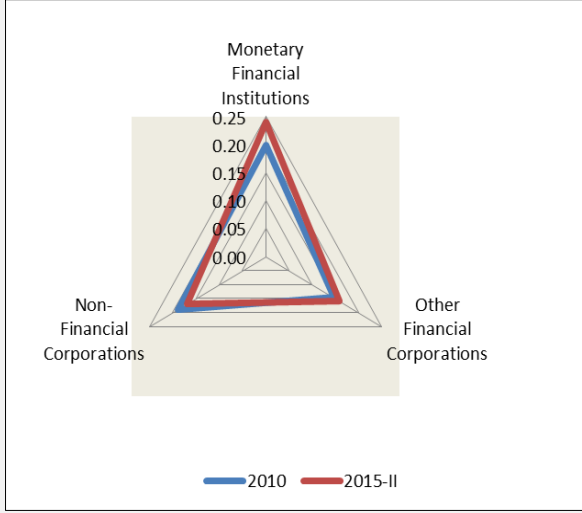 Monetary
Financial
Institutions
0.25
0.20
0.15
0.10
0.05
0.00
Non-
Financial
Corporations
Other
Financial
Corporations
2010
2015-II